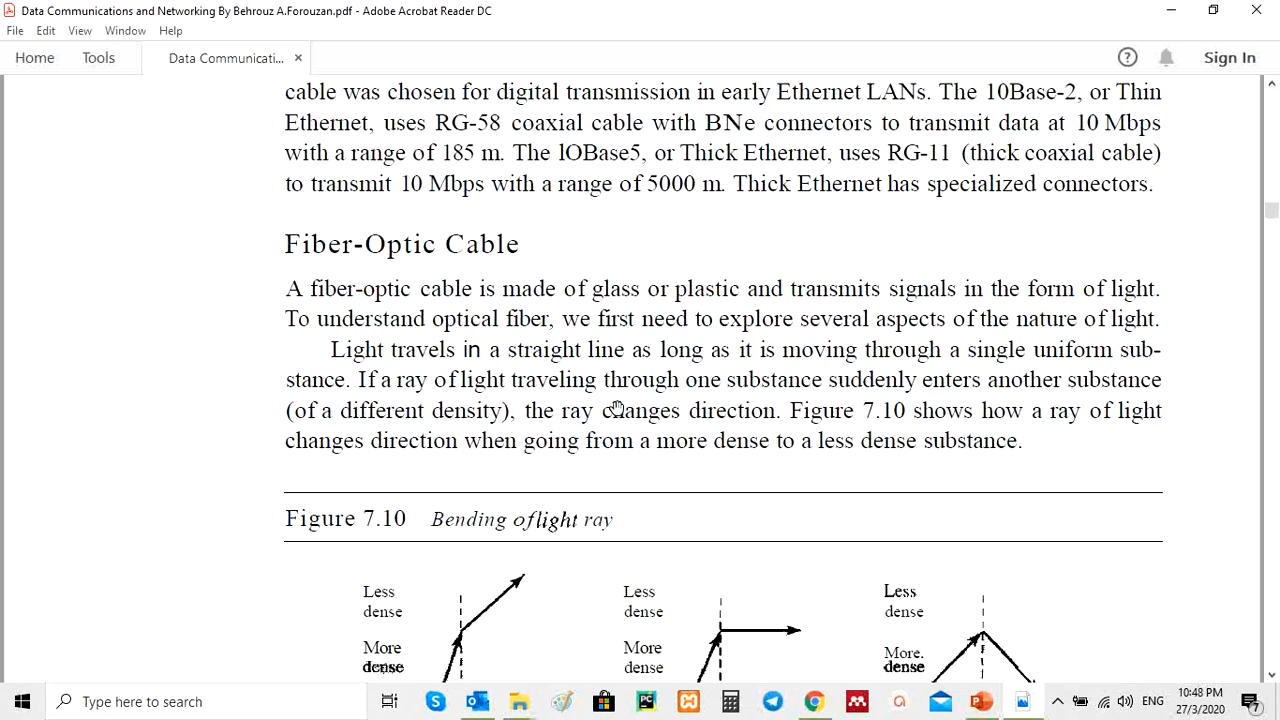 Data Communications and Networking By Behrouz A.Forouzan.pdf - Adobe Acrobat Reader DC
File Edit View Window Help
Home Tools Data Communicati... × ? Sign In
cable was chosen for digital transmission in early Ethernet LANs. The 10Base-2, or Thin
Ethernet, uses RG-58 coaxial cable with BNe connectors to transmit data at 10 Mbps
with a range of 185 m. The lOBase5, or Thick Ethernet, uses RG-11 (thick coaxial cable)
to transmit 10 Mbps with a range of 5000 m. Thick Ethernet has specialized connectors.
Fiber-Optic Cable
A fiber-optic cable is made of glass or plastic and transmits signals in the form of light.
To understand optical fiber, we first need to explore several aspects of the nature of light.
Light travels in a straight line as long as it is moving through a single uniform sub-
stance. If a ray of light traveling through one substance suddenly enters another substance
(of a different density), the ray changes direction. Figure 7.10 shows how a ray of light
changes direction when going from a more dense to a less dense substance.
Figure 7.10 Bending oflight ray
Less
dense
More
dense
Less
dense
More
dense
Less
dense
More.
dense
Type here to search
ENG
10:48 PM
27/3/2020
7